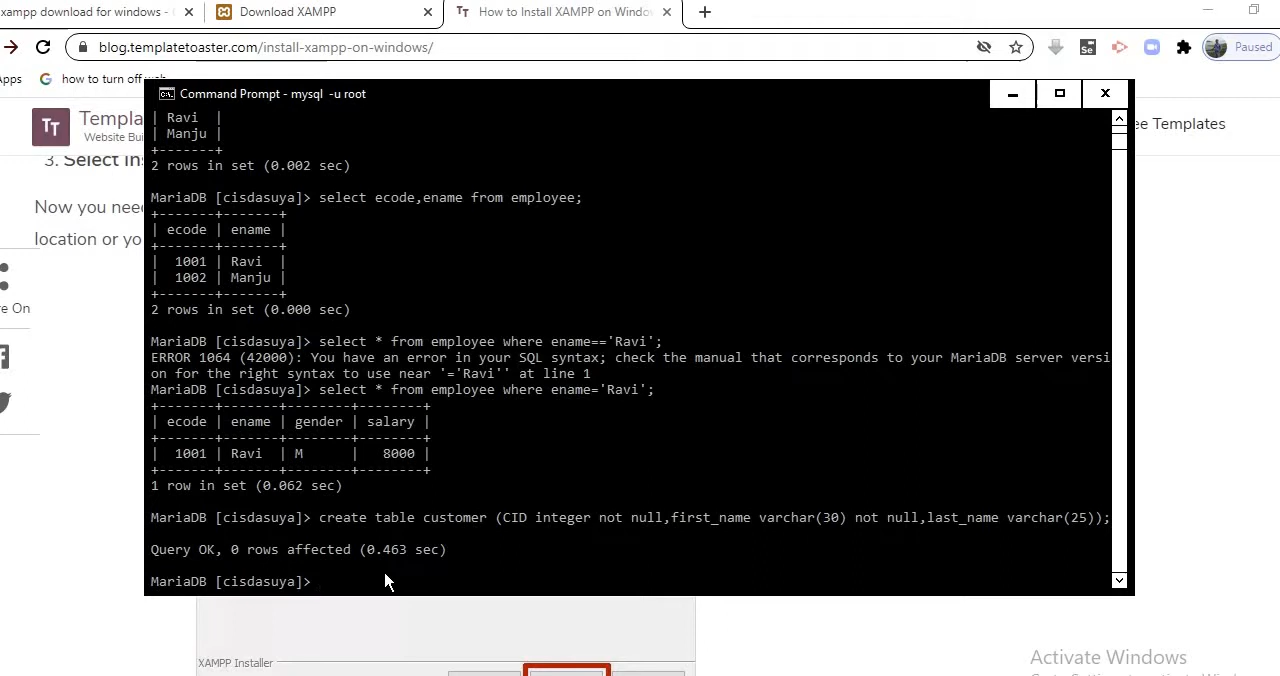 xampp download for windows -
Download XAMPP
How to Install XAMPP on Windo
blog.templatetoaster.com/install-xampp-on-windows/
Se
Paused
how to turn off
Command Prompt - mysql -u root
TT
Website Bui
ee Templates
3. Select
Now you need
location or yo
| Ravi |
| Manju |
+-------+
2 rows in set (0.002 sec)
MariaDB [cisdasuya]> select ecode,ename from employee;
+-------+-------+
| ecode | ename |
+-------+-------+
| 1001 | Ravi |
| 1002 | Manju |
+-------+-------+
2 rows in set (0.000 sec)
MariaDB [cisdasuya]> select * from employee where ename=='Ravi';
ERROR 1064 (42000): You have an error in your SQL syntax; check the manual that corresponds to your MariaDB server versi
on for the right syntax to use near '='Ravi'' at line 1
MariaDB [cisdasuya]> select * from employee where ename='Ravi';
+-------+-------+--------+--------+
| ecode | ename | gender | salary |
+-------+-------+--------+--------+
| 1001 | Ravi | M | 8000 |
+-------+-------+--------+--------+
1 row in set (0.062 sec)
MariaDB [cisdasuya]> create table customer (CID integer not null,first_name varchar(30) not null,last_name varchar(25));
Query OK, 0 rows affected (0.463 sec)
MariaDB [cisdasuya]>
On
XAMPP Installer
Activate Windows